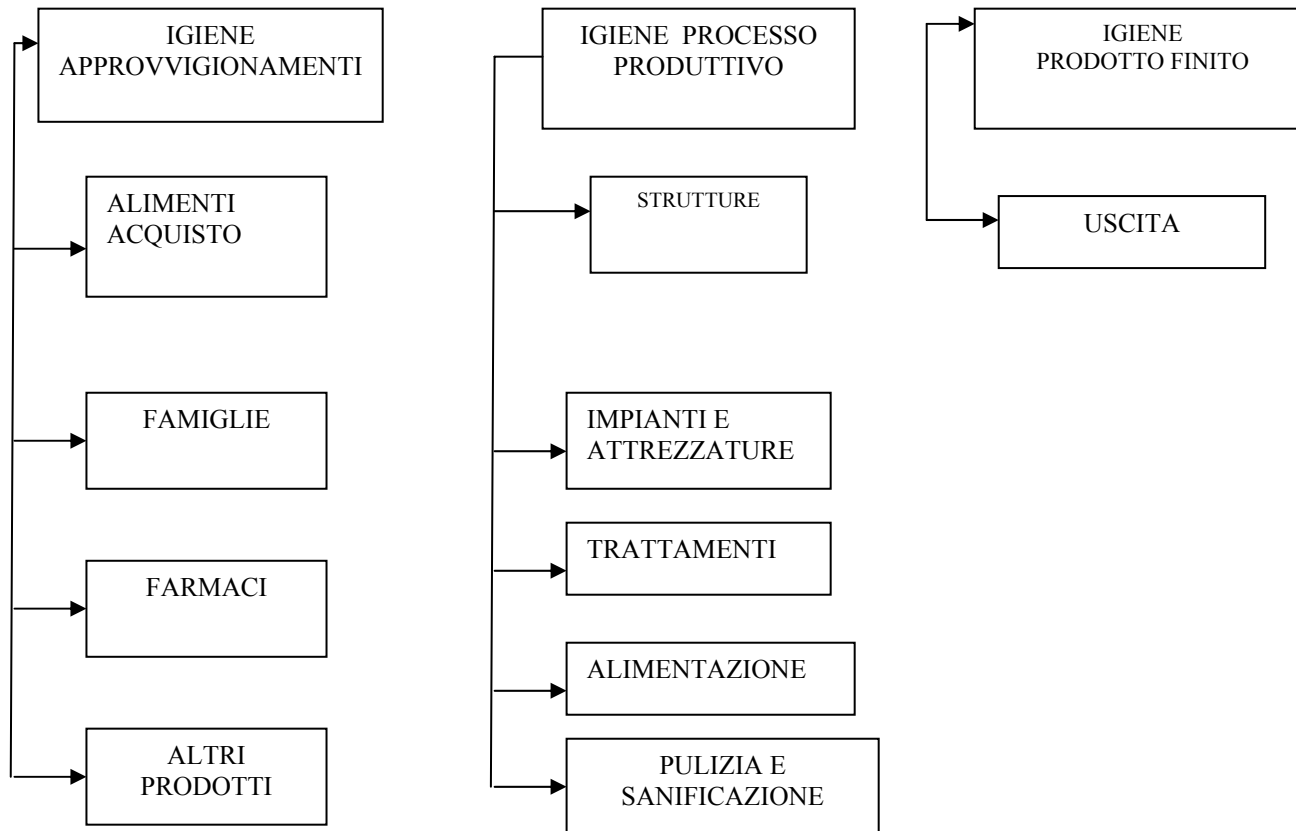 IGIENE
APPROVVIGIONAMENTI
ALIMENTI
ACQUISTO
FAMIGLIE
FARMACI
ALTRI
PRODOTTI
IGIENE PROCESSO
PRODUTTIVO
STRUTTURE
IMPIANTI E
ATTREZZATURE
TRATTAMENTI
ALIMENTAZIONE
PULIZIA E
SANIFICAZIONE
IGIENE
PRODOTTO FINITO
USCITA